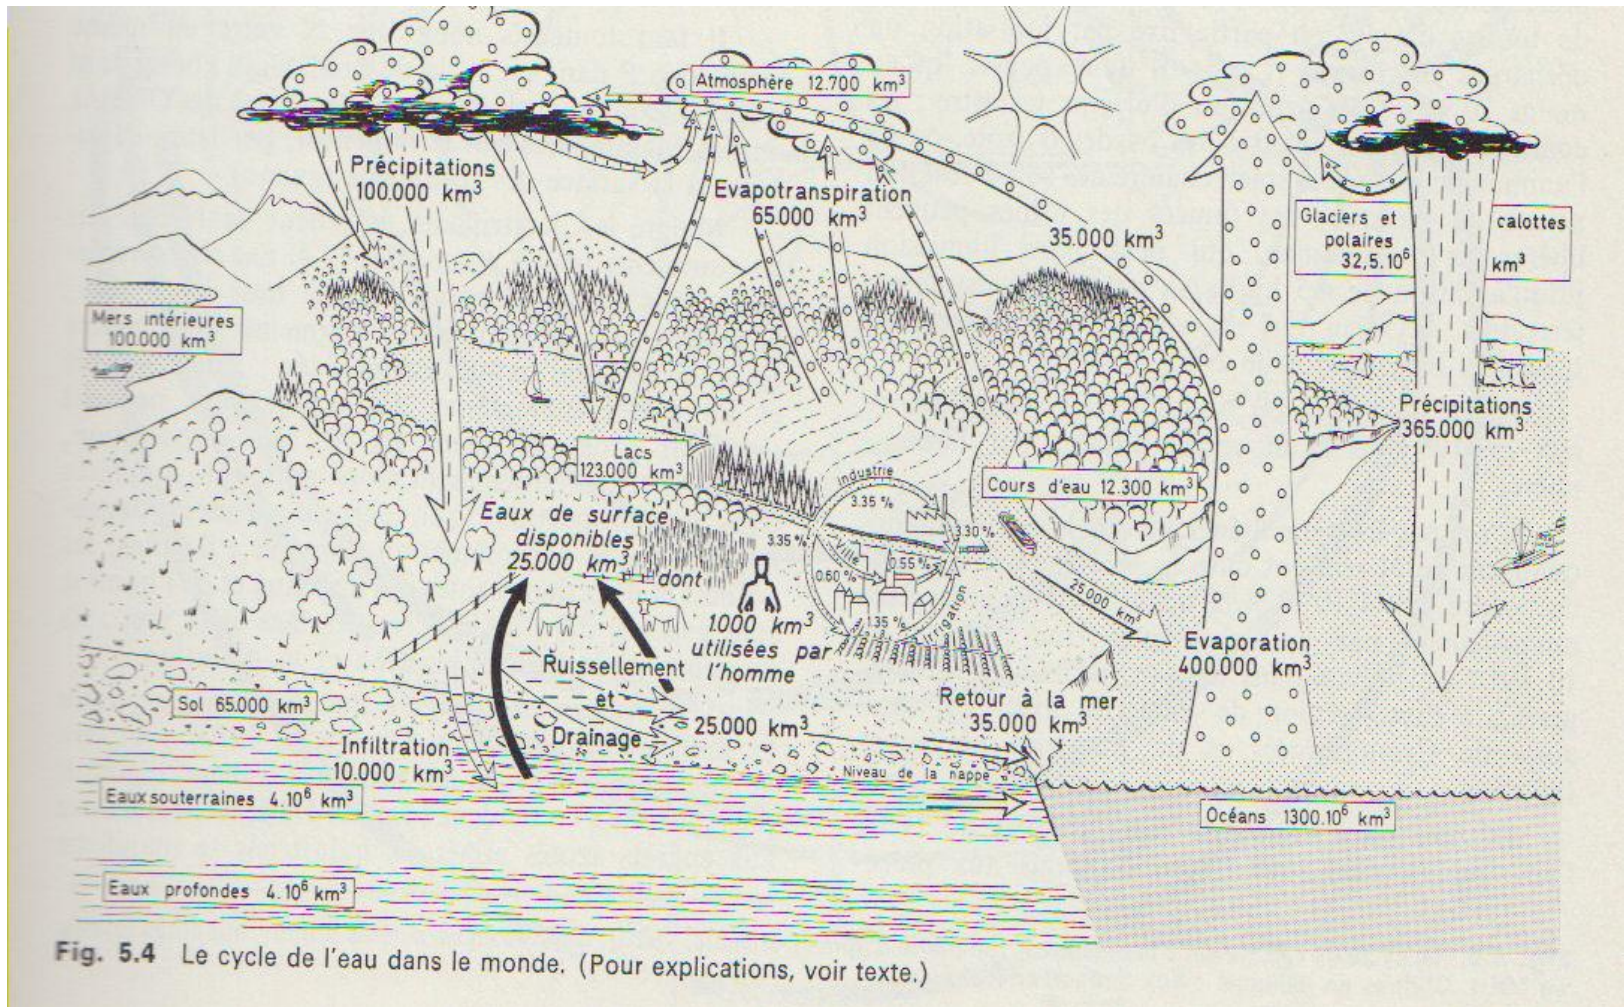 Atmosphère 12.700 km³
Précipitations
100.000 km³
Evapotranspiration
65.000 km³
35.000 km³
Glaciers et calottes
polaires
32,5.10⁶ km³
Mers intérieures
100.000 km³
Précipitations
365.000 km³
Lacs
123.000 km³
Industrie
3.35 %
Cours d'eau 12.300 km³
Eaux de surface
disponibles
25.000 km³
dont
3.35 %
3.30 %
Ville
0.55 %
0.60 %
1.35 %
Irrigation
1.000 km³
utilisées par
l'homme
25.000 km³
Evaporation
400.000 km³
Ruissellement
et
Drainage
25.000 km³
Retour à la mer
35.000 km³
Sol 65.000 km³
Infiltration
10.000 km³
Niveau de la nappe
Eaux souterraines 4.10⁶ km³
Océans 1300.10⁶ km³
Eaux profondes 4.10⁶ km³
Fig. 5.4 Le cycle de l'eau dans le monde. (Pour explications, voir texte.)